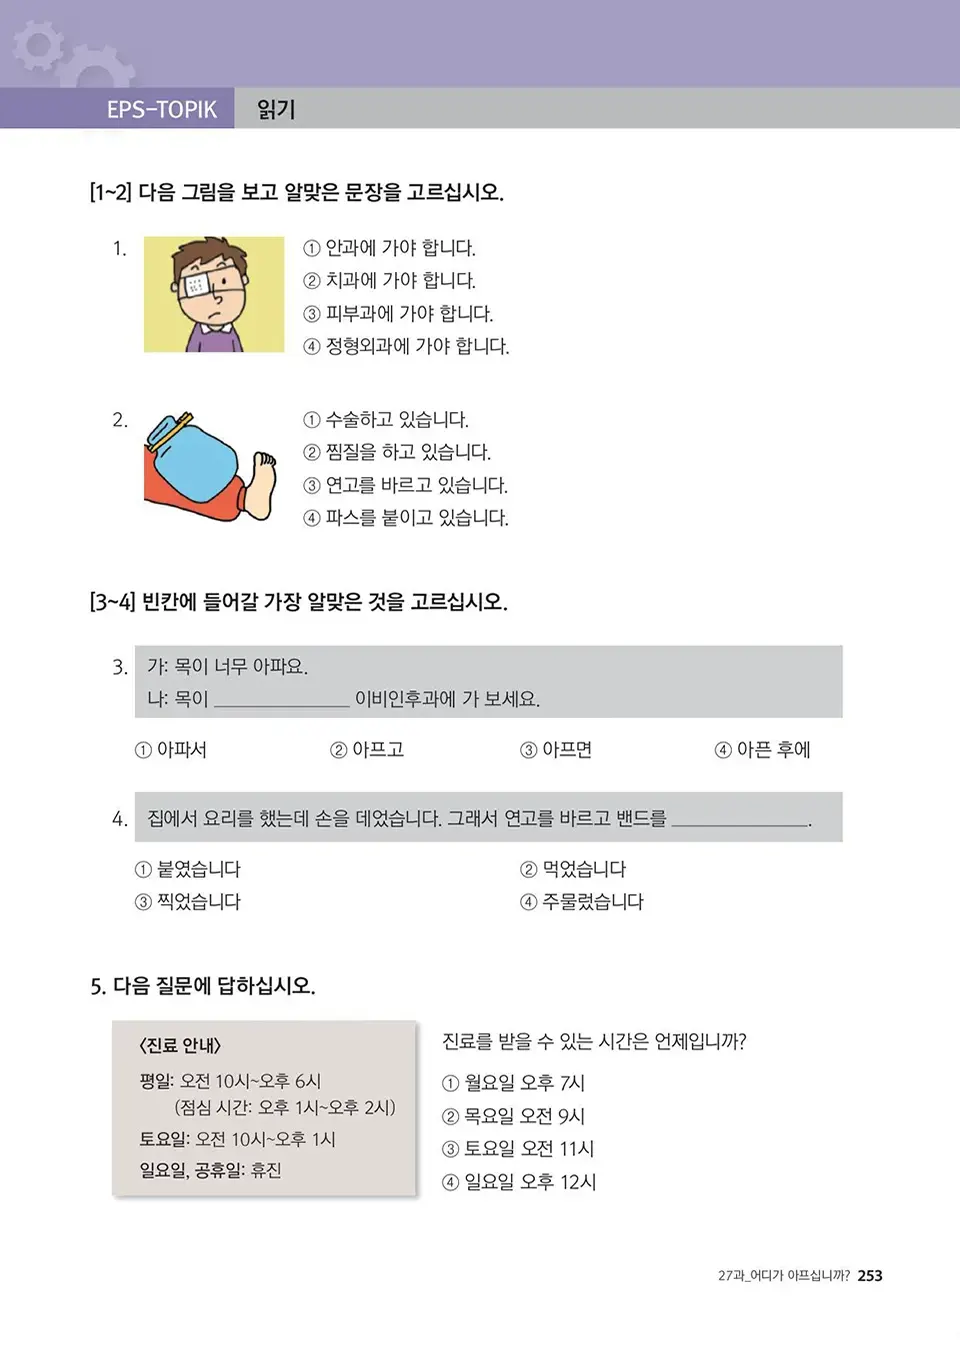 EPS-TOPIK 읽기
[1~2] 다음 그림을 보고 알맞은 문장을 고르십시오.
1.
① 안과에 가야 합니다.
② 치과에 가야 합니다.
③ 피부과에 가야 합니다.
④ 정형외과에 가야 합니다.
2.
① 수술하고 있습니다.
② 찜질을 하고 있습니다.
③ 연고를 바르고 있습니다.
④ 파스를 붙이고 있습니다.
[3~4] 빈칸에 들어갈 가장 알맞은 것을 고르십시오.
3. 가: 목이 너무 아파요.
나: 목이 ______________ 이비인후과에 가 보세요.
① 아파서 ② 아프고 ③ 아프면 ④ 아픈 후에
4. 집에서 요리를 했는데 손을 데었습니다. 그래서 연고를 바르고 밴드를 ______________.
① 붙였습니다 ② 먹었습니다
③ 찍었습니다 ④ 주물렀습니다
5. 다음 질문에 답하십시오.
〈진료 안내〉
평일: 오전 10시~오후 6시
(점심 시간: 오후 1시~오후 2시)
토요일: 오전 10시~오후 1시
일요일, 공휴일: 휴진
진료를 받을 수 있는 시간은 언제입니까?
① 월요일 오후 7시
② 목요일 오전 9시
③ 토요일 오전 11시
④ 일요일 오후 12시
27과_어디가 아프십니까? 253